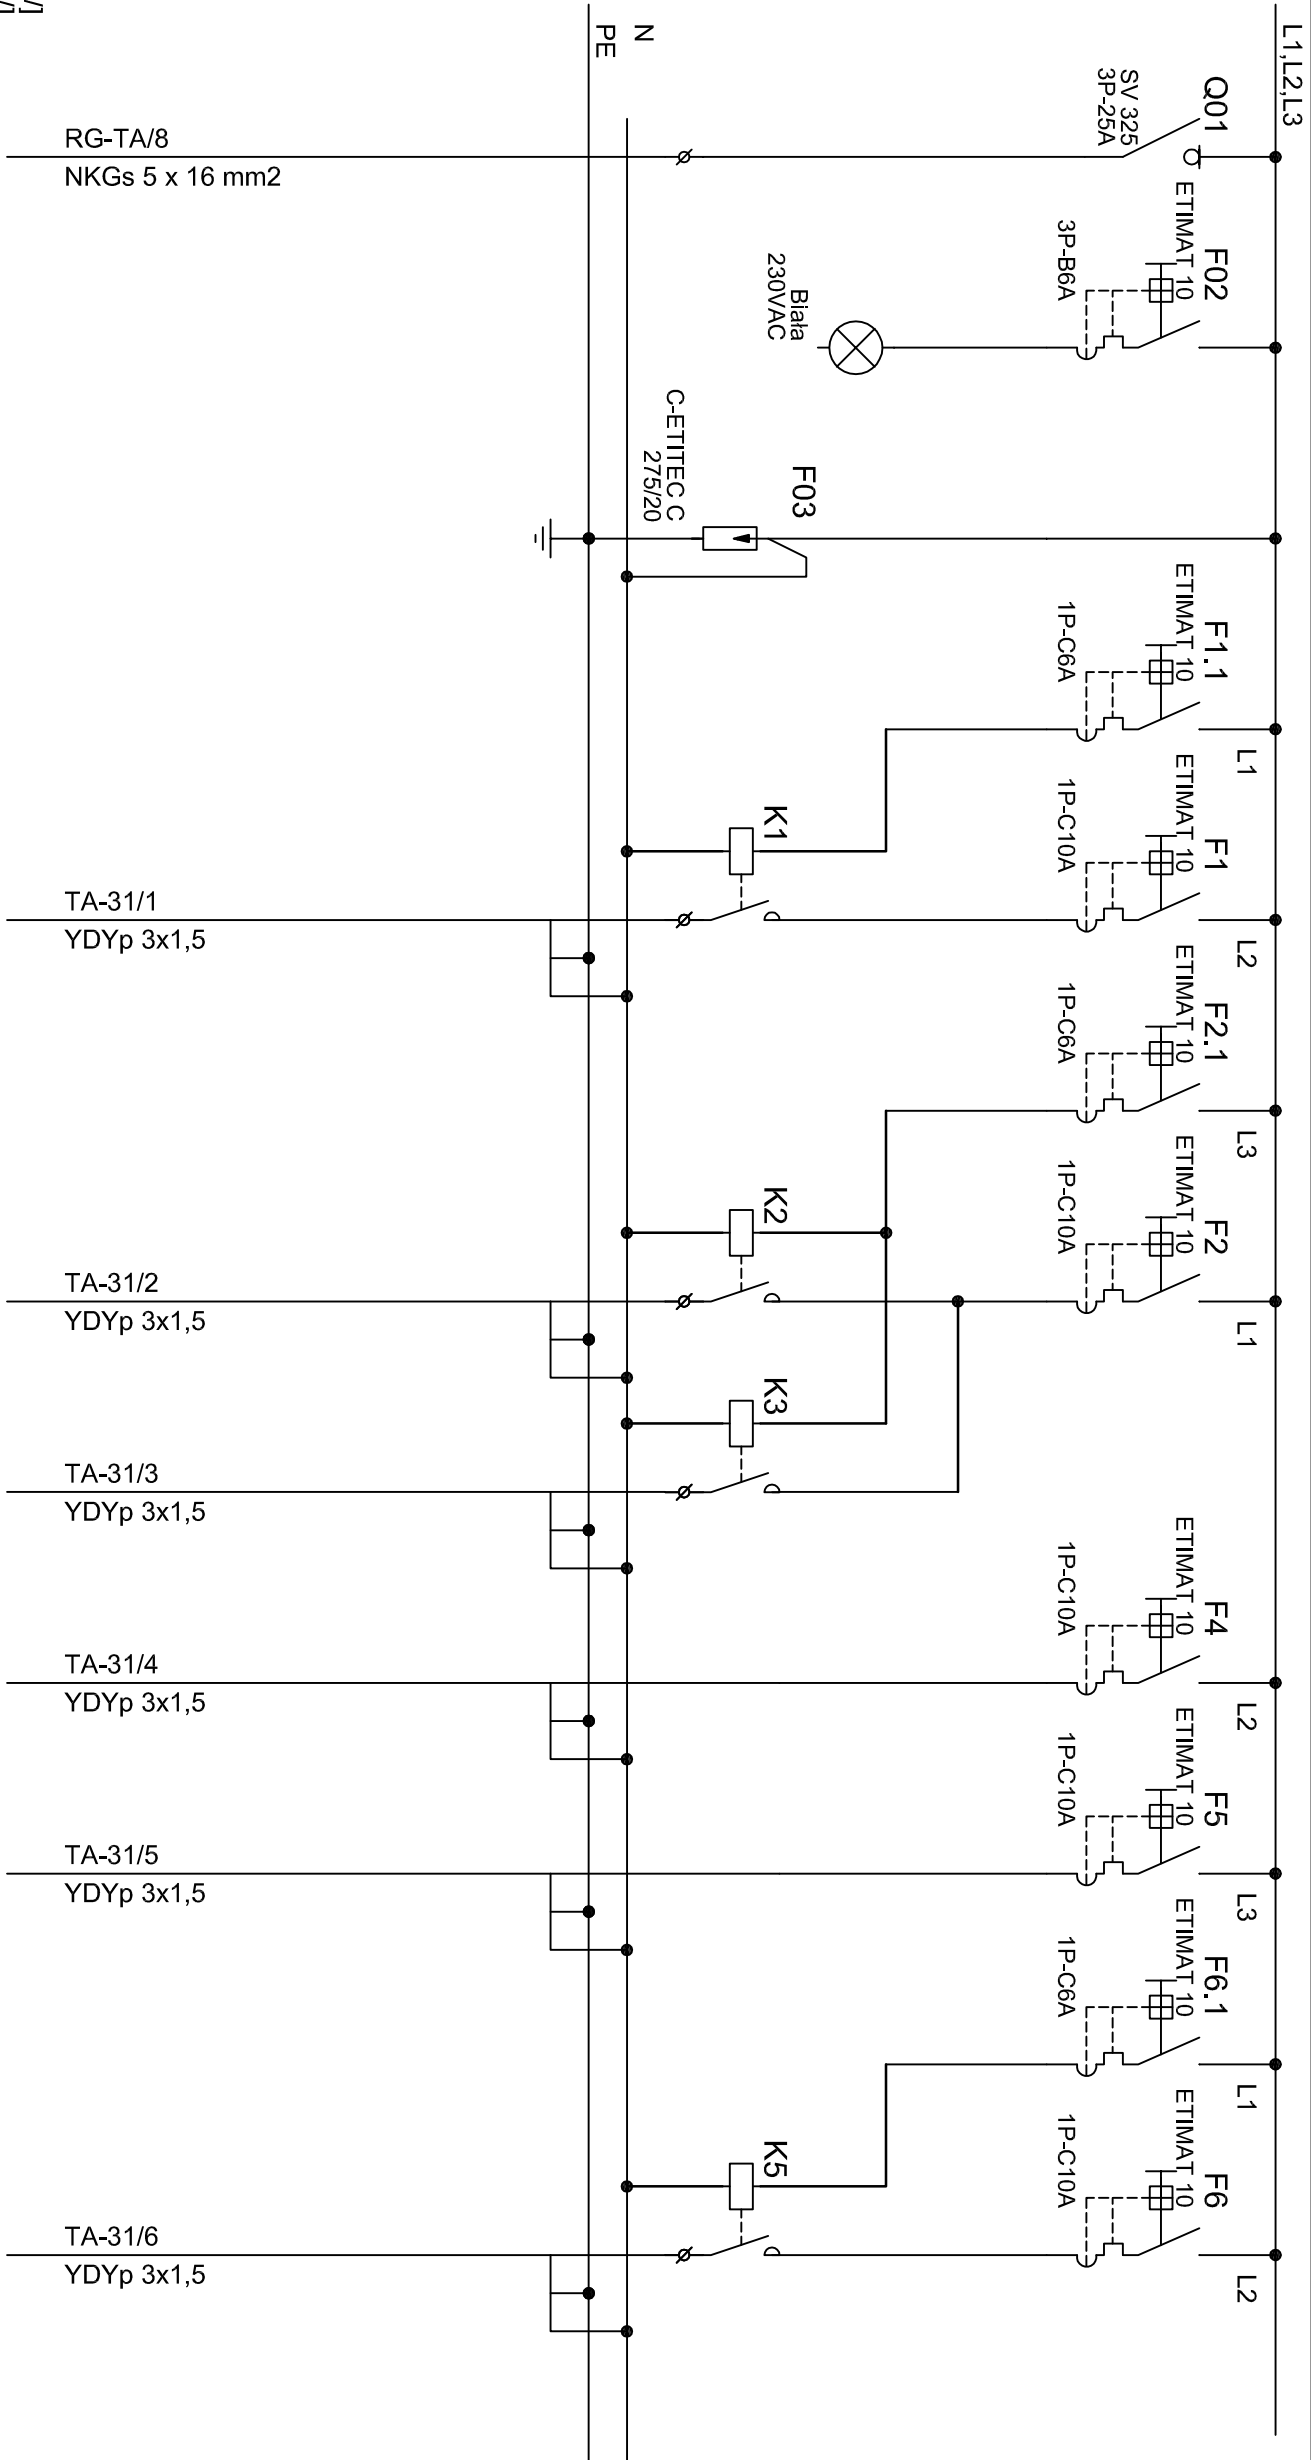 L1,L2,L3
N
PE
Q01
SV 325
3P-25A
RG-TA/8
NKGs 5 x 16 mm2
F02
ETIMAT 10
3P-B6A
Biała
230VAC
F03
C-ETITEC C
275/20
F1.1
ETIMAT 10
1P-C6A
L1
K1
F1
ETIMAT 10
1P-C10A
L2
TA-31/1
YDYp 3x1,5
F2.1
ETIMAT 10
1P-C6A
L3
K2
F2
ETIMAT 10
1P-C10A
L1
TA-31/2
YDYp 3x1,5
K3
TA-31/3
YDYp 3x1,5
F4
ETIMAT 10
1P-C10A
L2
TA-31/4
YDYp 3x1,5
F5
ETIMAT 10
1P-C10A
L3
TA-31/5
YDYp 3x1,5
F6.1
ETIMAT 10
1P-C6A
L1
K5
F6
ETIMAT 10
1P-C10A
L2
TA-31/6
YDYp 3x1,5